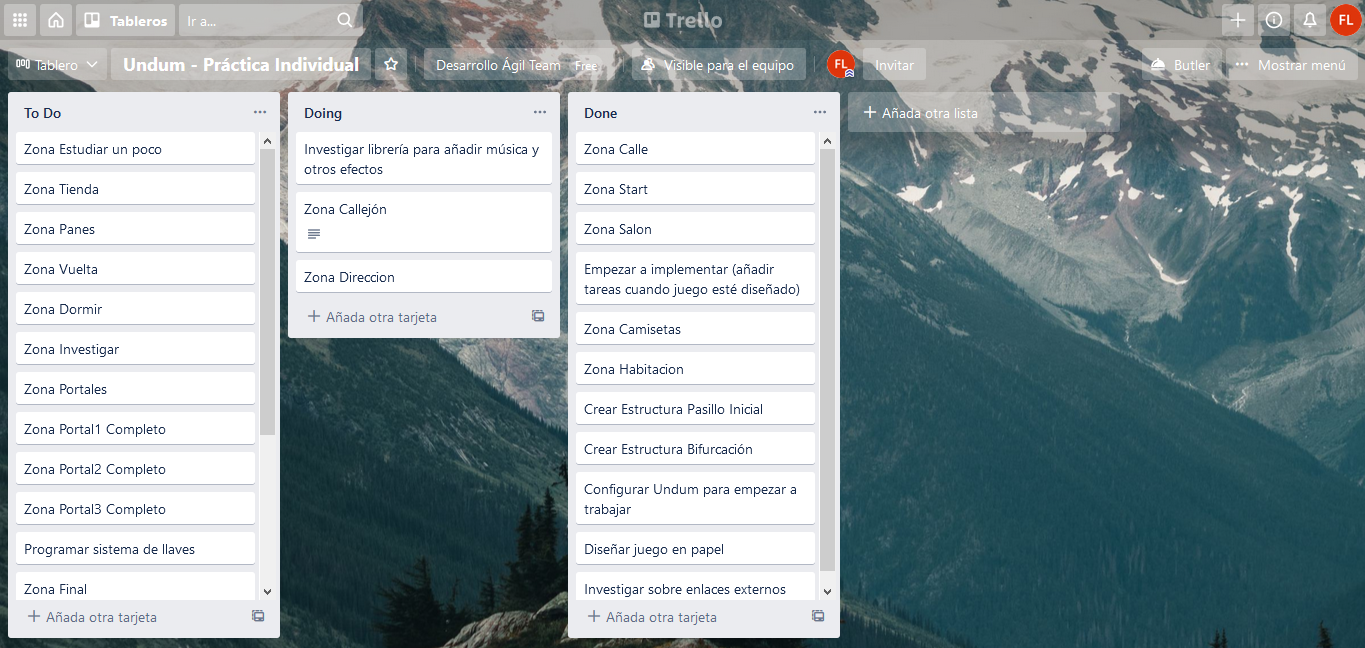 Tableros
Ir a...
Trello
FL
Tablero
Undum - Práctica Individual
Desarrollo Ágil Team Free
Visible para el equipo
FL
Invitar
Butler
Mostrar menú
To Do
Zona Estudiar un poco
Zona Tienda
Zona Panes
Zona Vuelta
Zona Dormir
Zona Investigar
Zona Portales
Zona Portal1 Completo
Zona Portal2 Completo
Zona Portal3 Completo
Programar sistema de llaves
Zona Final
Añada otra tarjeta
Doing
Investigar librería para añadir música y
otros efectos
Zona Callejón
Zona Direccion
Añada otra tarjeta
Done
Zona Calle
Zona Start
Zona Salon
Empezar a implementar (añadir
tareas cuando juego esté diseñado)
Zona Camisetas
Zona Habitacion
Crear Estructura Pasillo Inicial
Crear Estructura Bifurcación
Configurar Undum para empezar a
trabajar
Diseñar juego en papel
Investigar sobre enlaces externos
Añada otra tarjeta
Añada otra lista